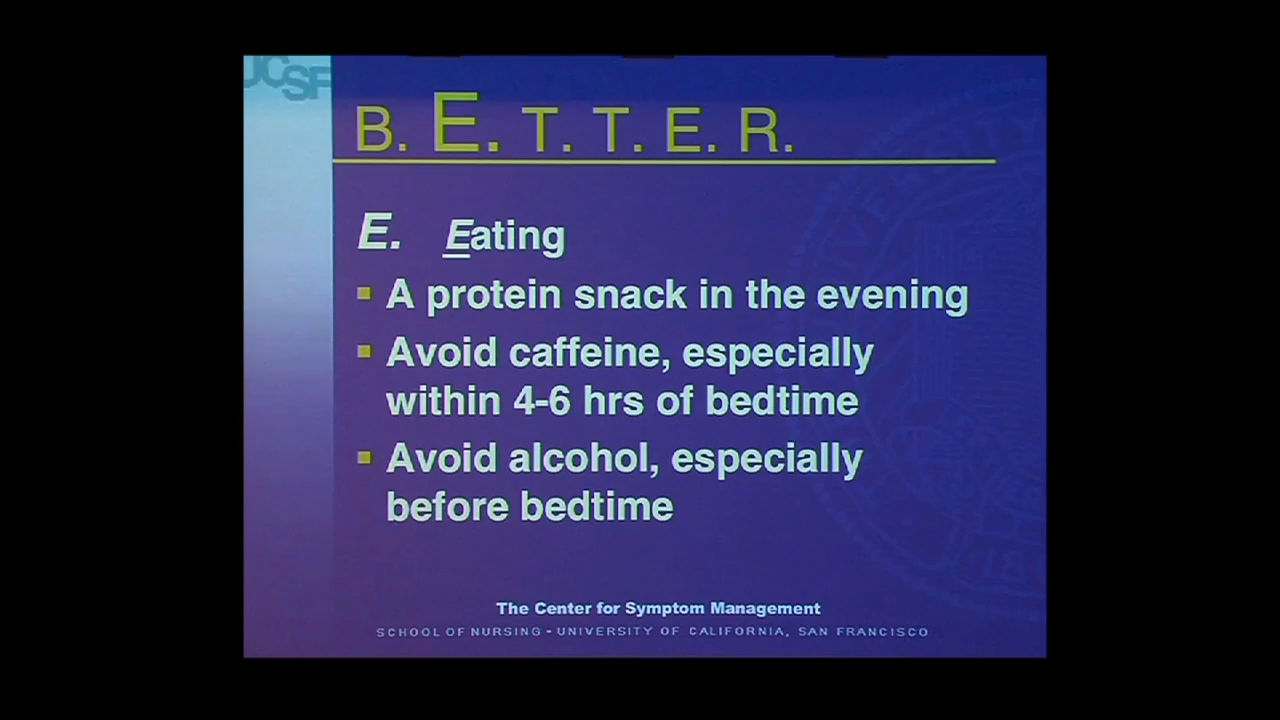 UCSF
B. E. T. T. E. R.
E. Eating
▪ A protein snack in the evening
▪ Avoid caffeine, especially
within 4-6 hrs of bedtime
▪ Avoid alcohol, especially
before bedtime
The Center for Symptom Management
SCHOOL OF NURSING - UNIVERSITY OF CALIFORNIA, SAN FRANCISCO